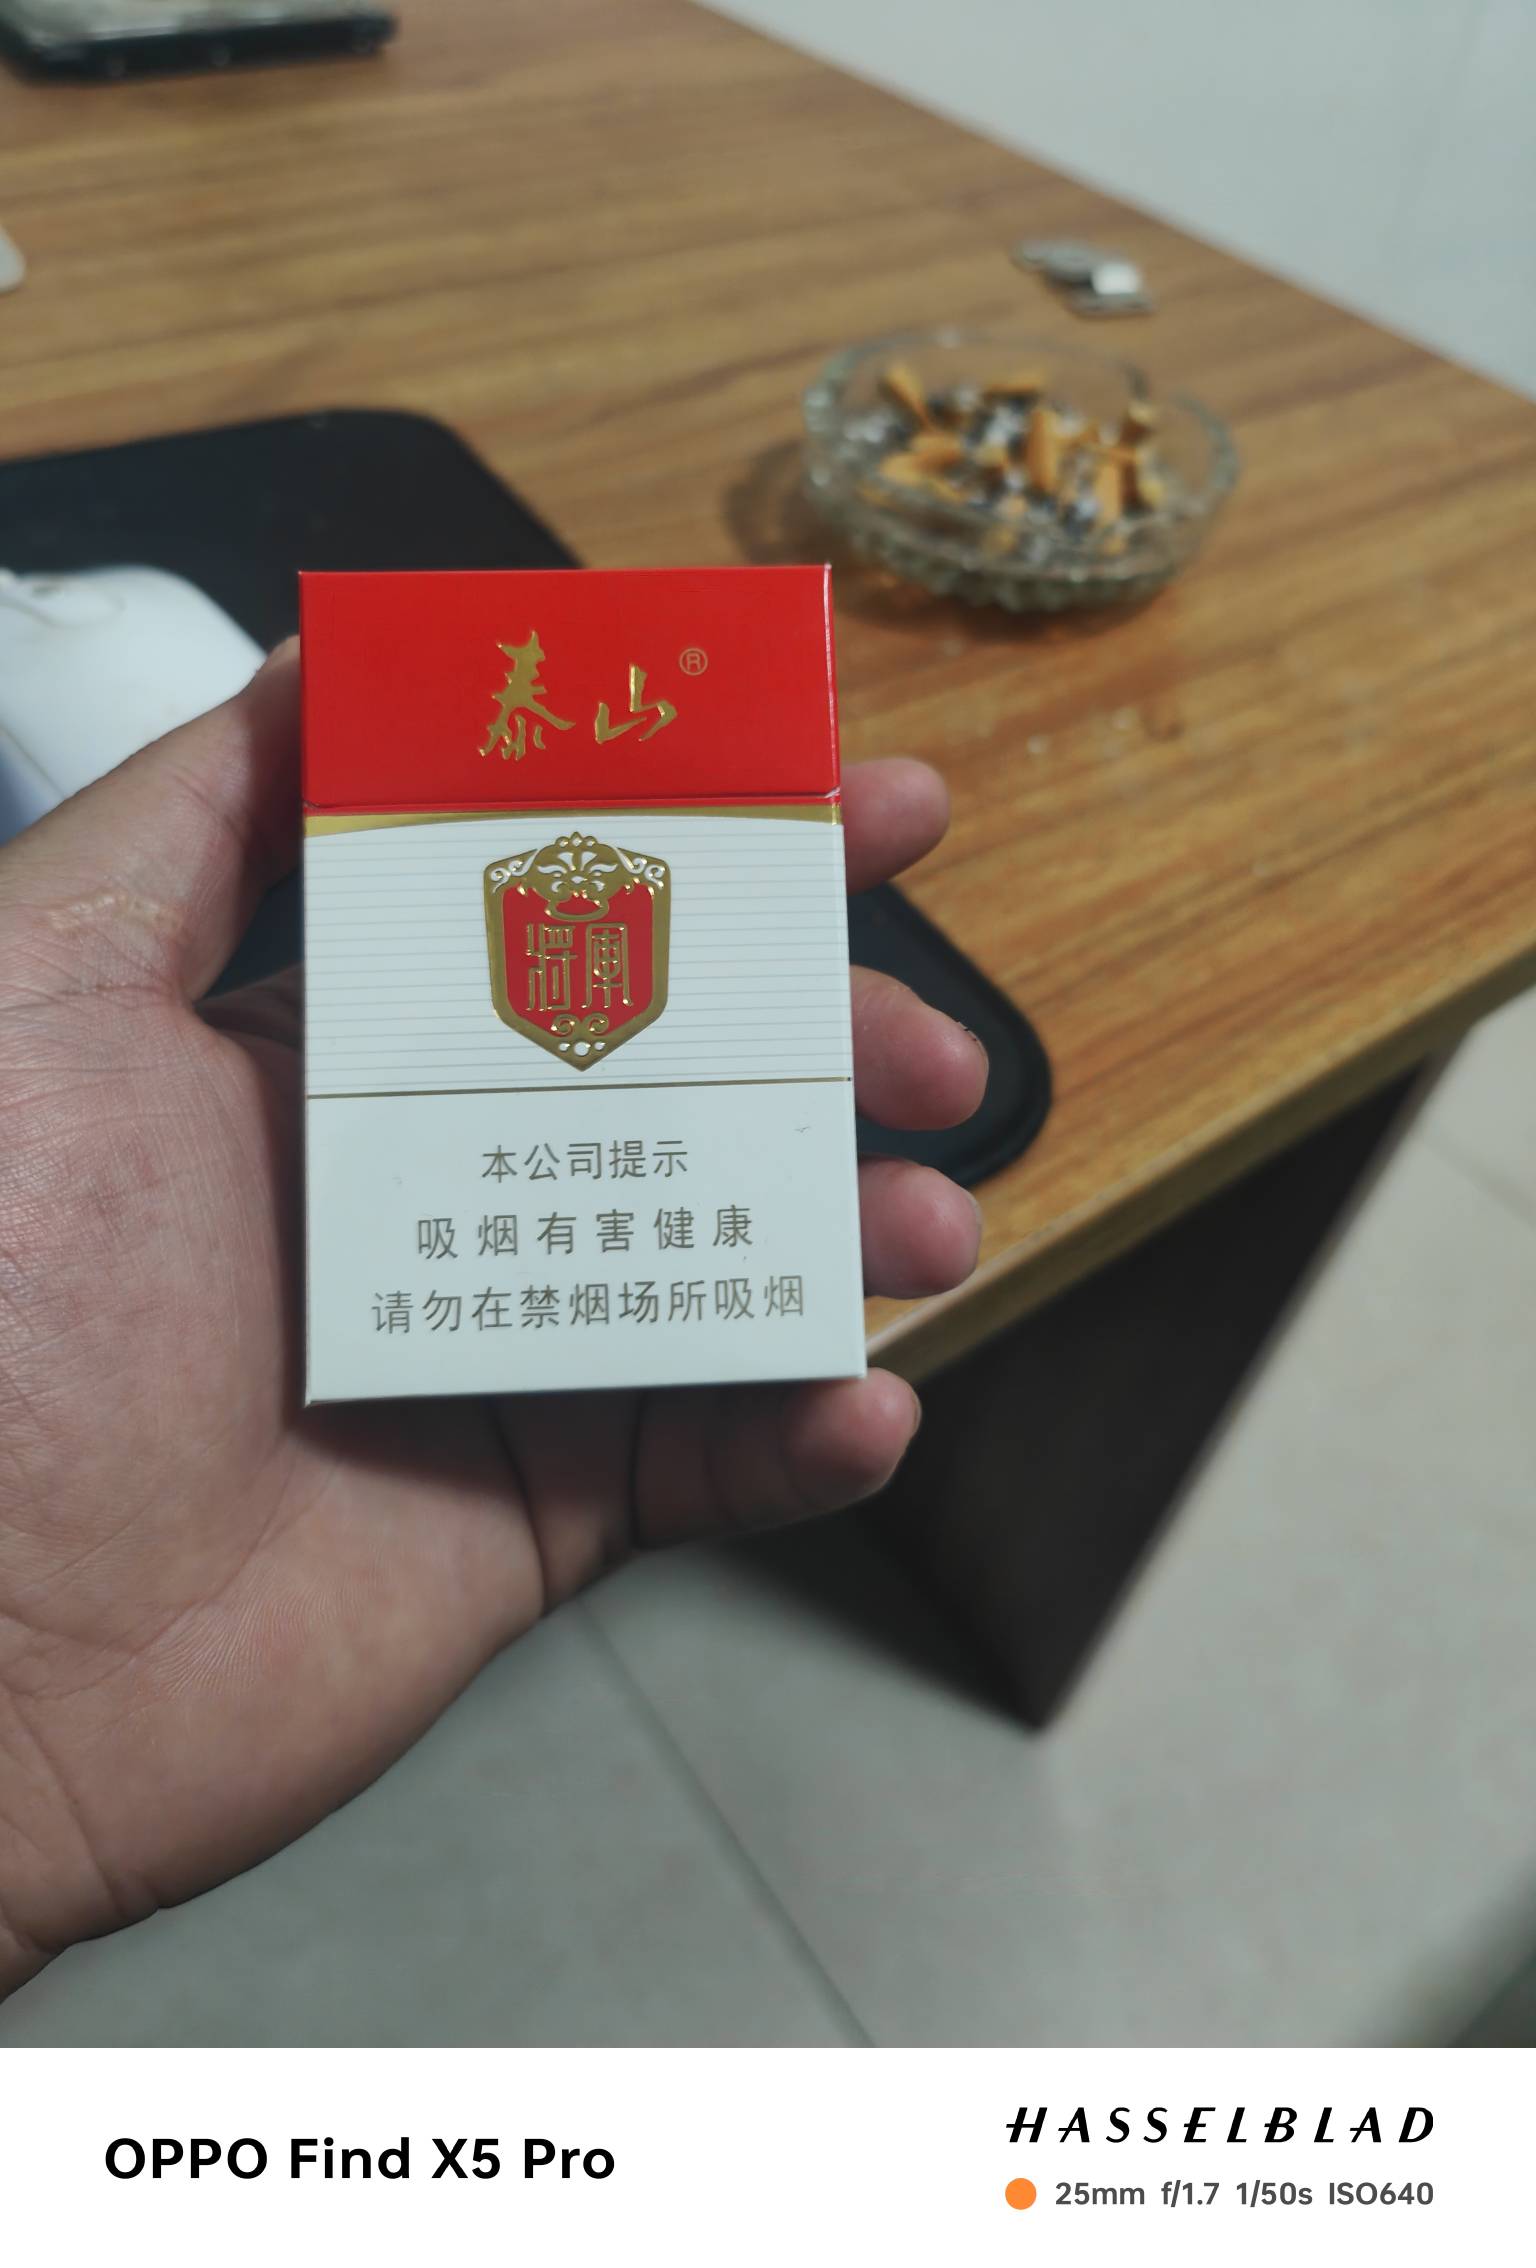 泰山®
将軍
本公司提示
吸烟有害健康
请勿在禁烟场所吸烟
OPPO Find X5 Pro
HASSELBLAD
25mm f/1.7 1/50s ISO640